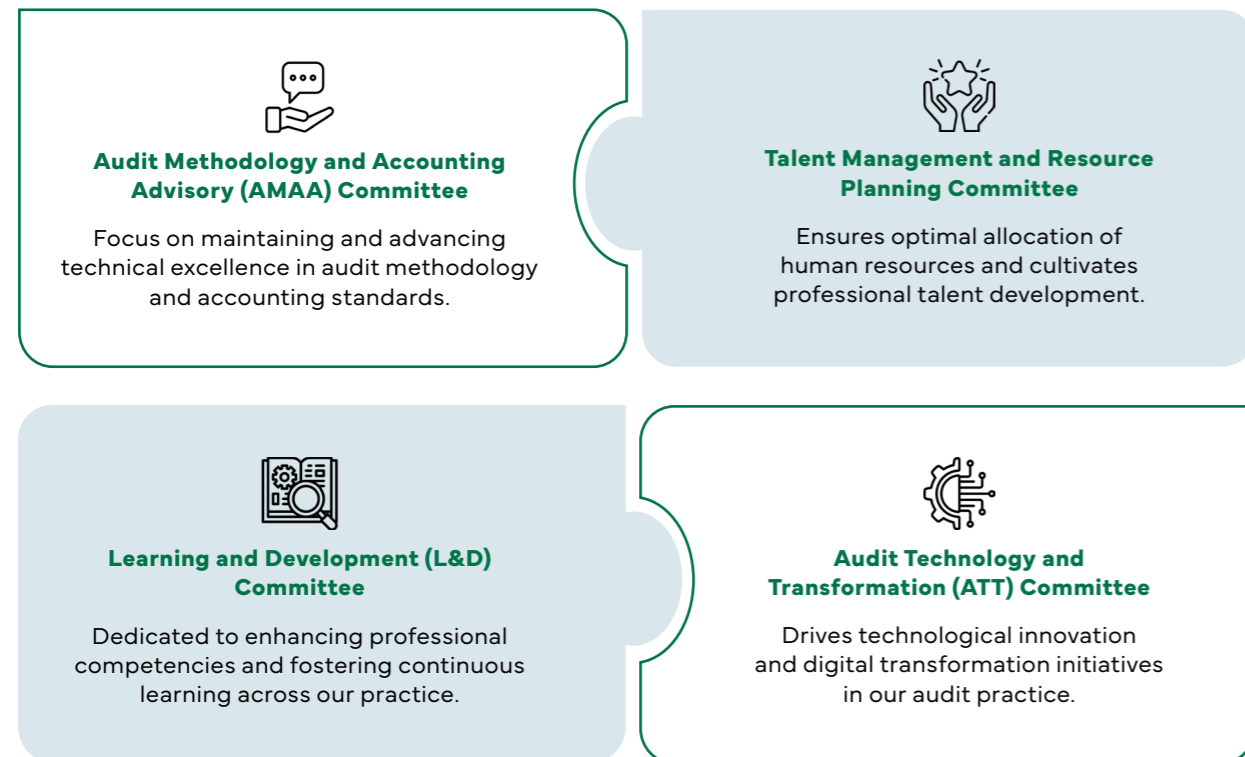 Audit Methodology and Accounting
Advisory (AMAA) Committee
Focus on maintaining and advancing
technical excellence in audit methodology
and accounting standards.
Talent Management and Resource
Planning Committee
Ensures optimal allocation of
human resources and cultivates
professional talent development.
Learning and Development (L&D)
Committee
Dedicated to enhancing professional
competencies and fostering continuous
learning across our practice.
Audit Technology and
Transformation (ATT) Committee
Drives technological innovation
and digital transformation initiatives
in our audit practice.